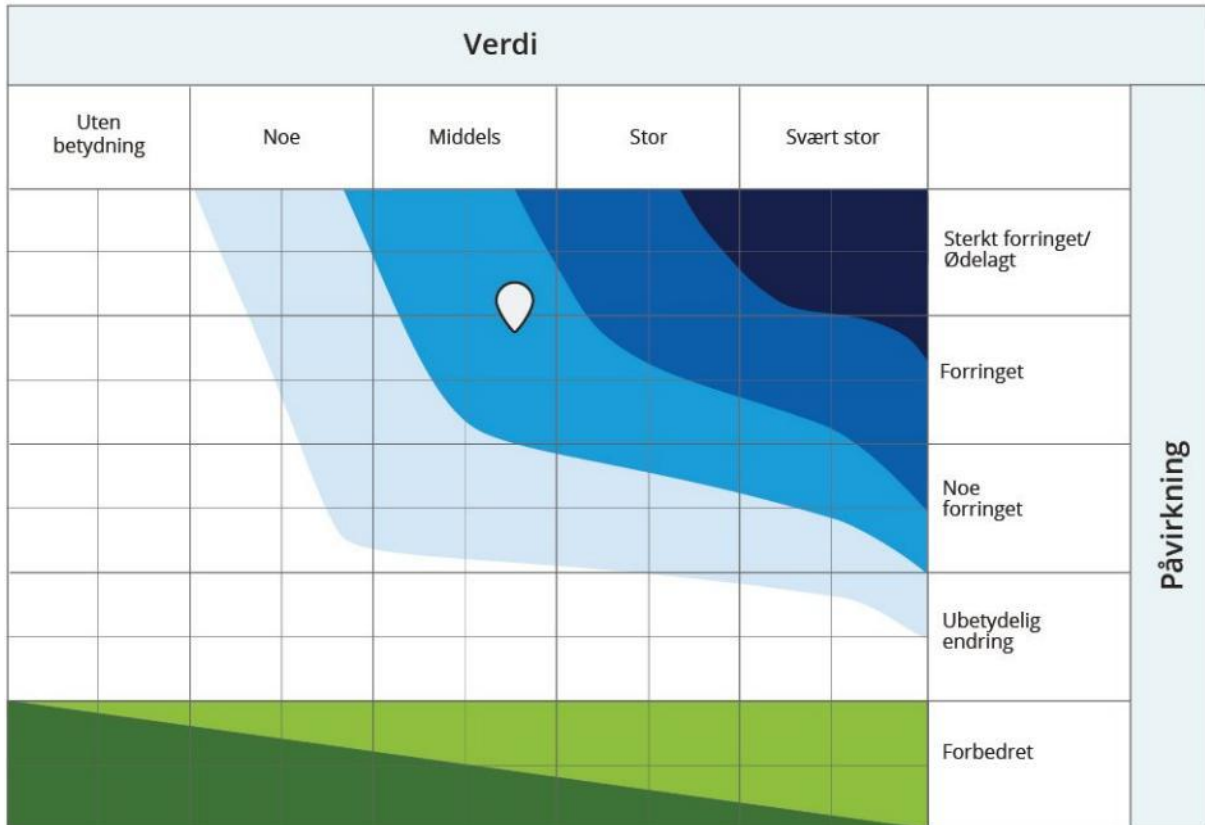 Verdi
Uten
betydning
Noe
Middels
Stor
Svært stor
Sterkt forringet/
Ødelagt
Forringet
Noe
forringet
Ubetydelig
endring
Forbedret
Påvirkning